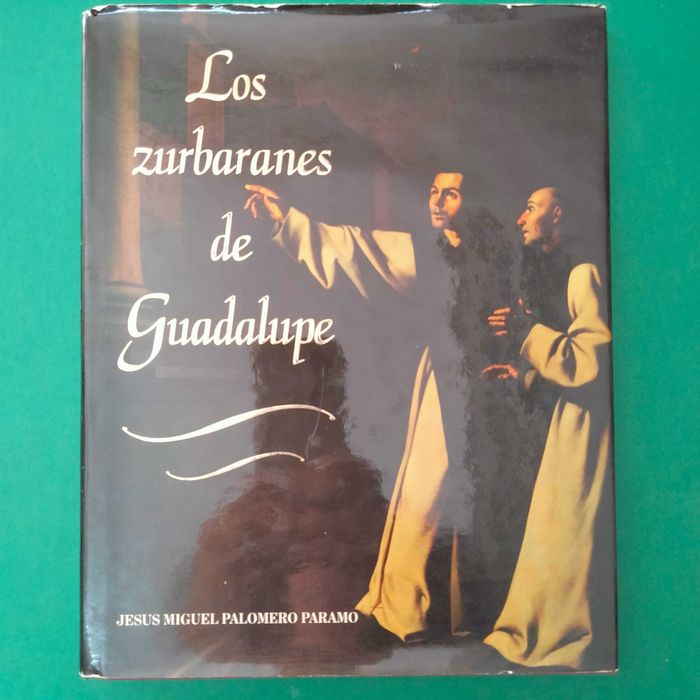 Los
zurbaranes
de
Guadalupe
JESUS MIGUEL PALOMERO PARAMO